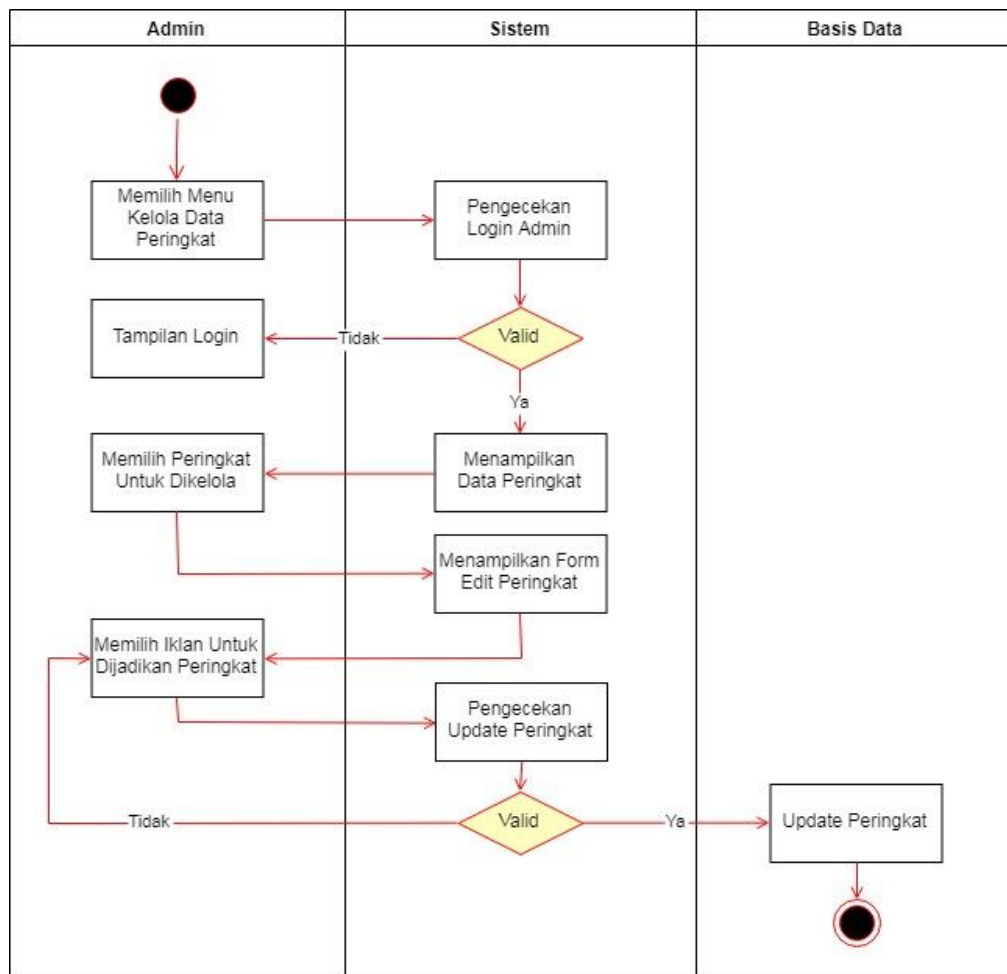 Admin
Sistem
Basis Data
Memilih Menu
Kelola Data
Peringkat
Pengecekan
Login Admin
Tampilan Login
Tidak
Valid
Ya
Memilih Peringkat
Untuk Dikelola
Menampilkan
Data Peringkat
Menampilkan Form
Edit Peringkat
Memilih Iklan Untuk
Dijadikan Peringkat
Pengecekan
Update Peringkat
Tidak
Valid
Ya
Update Peringkat